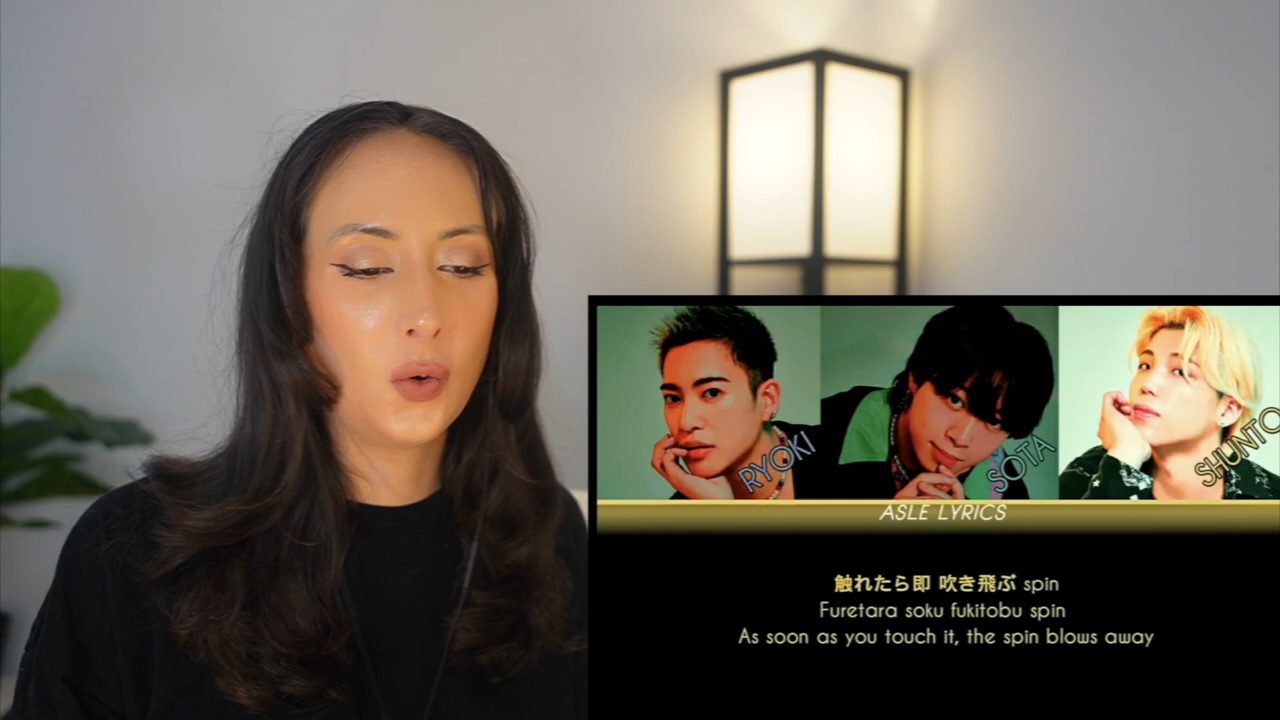 RYOKI
SOTA
SHUNTO
ASLE LYRICS
触れたら即 吹き飛ぶ spin
Furetara soku fukitobu spin
As soon as you touch it, the spin blows away